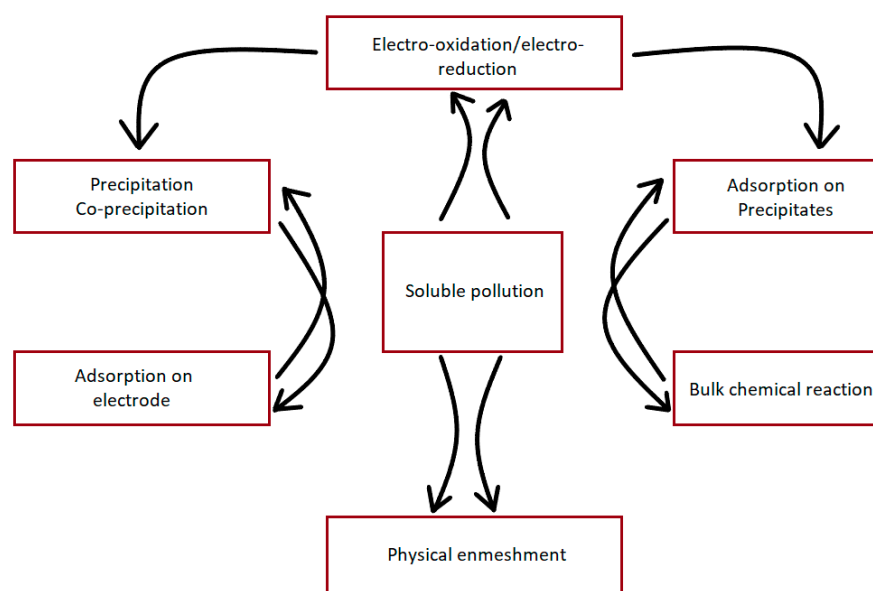 Electro-oxidation/electro-
reduction
Precipitation
Co-precipitation
Adsorption on
Precipitates
Soluble pollution
Adsorption on
electrode
Bulk chemical reaction
Physical enmeshment